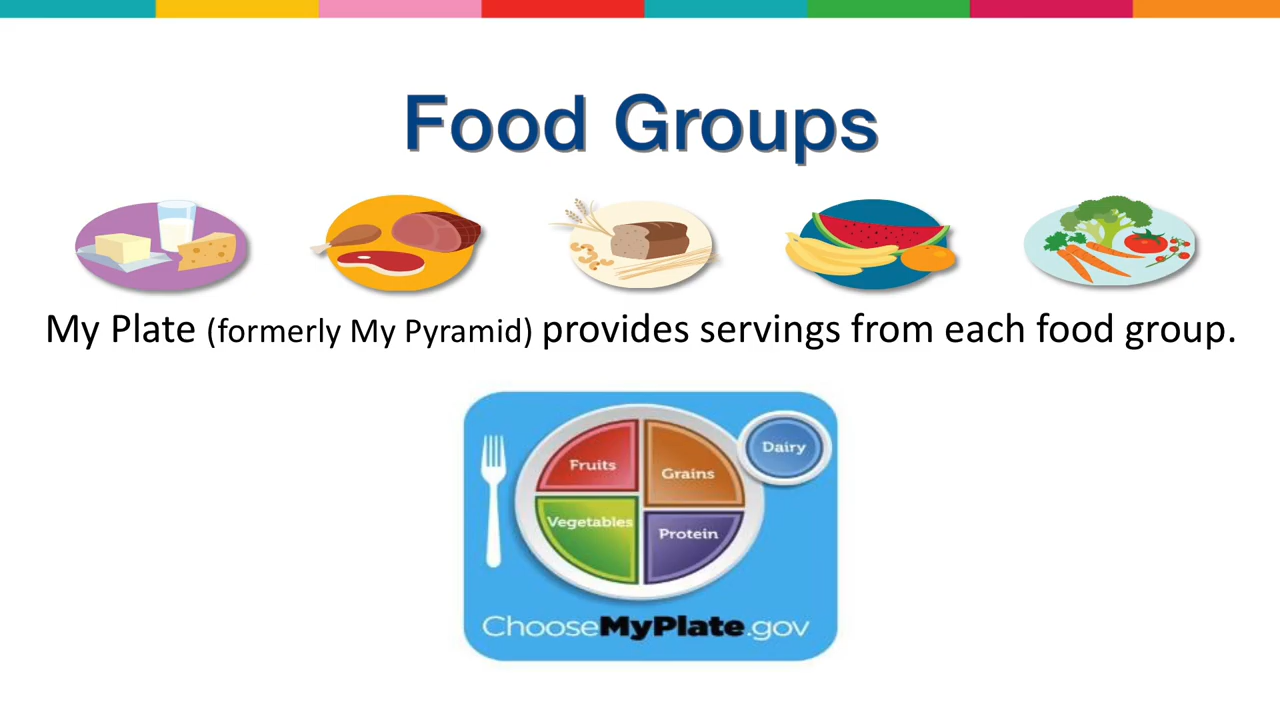 Food Groups
My Plate (formerly My Pyramid) provides servings from each food group.
Dairy
Fruits
Grains
Vegetables
Protein
ChooseMyPlate.gov